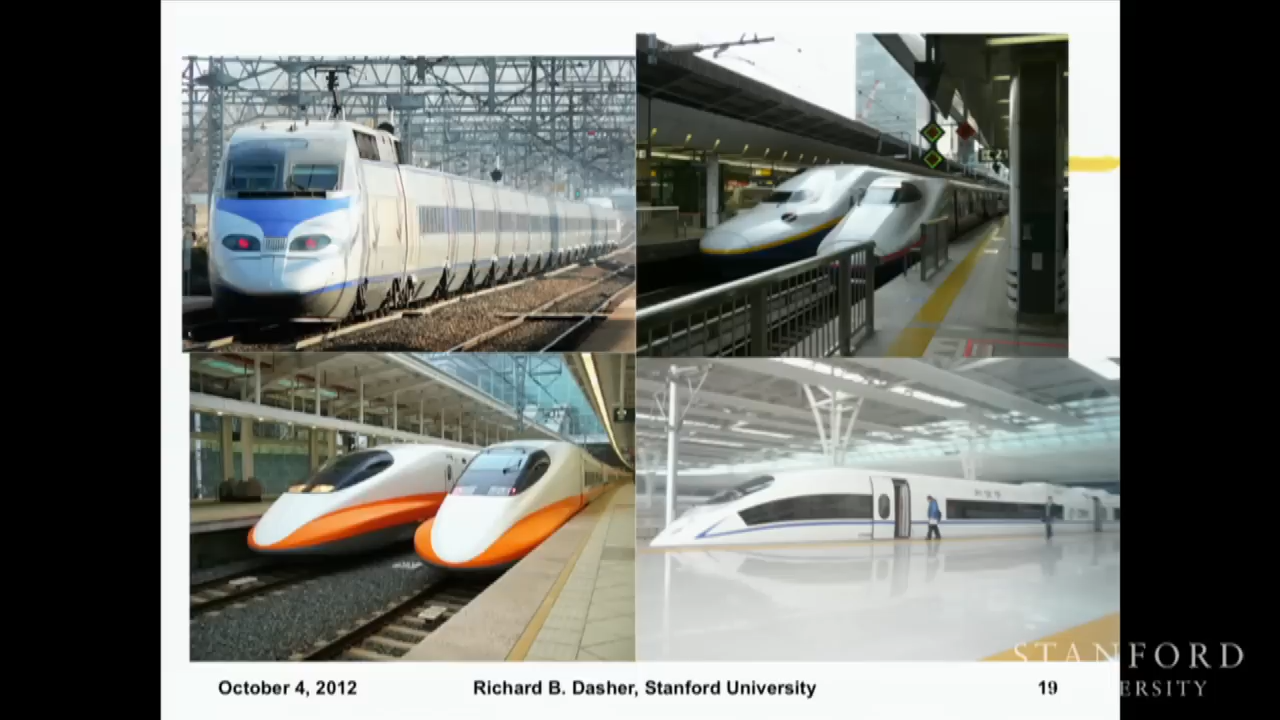 October 4, 2012
Richard B. Dasher, Stanford University
19
STANFORD
ERSITY